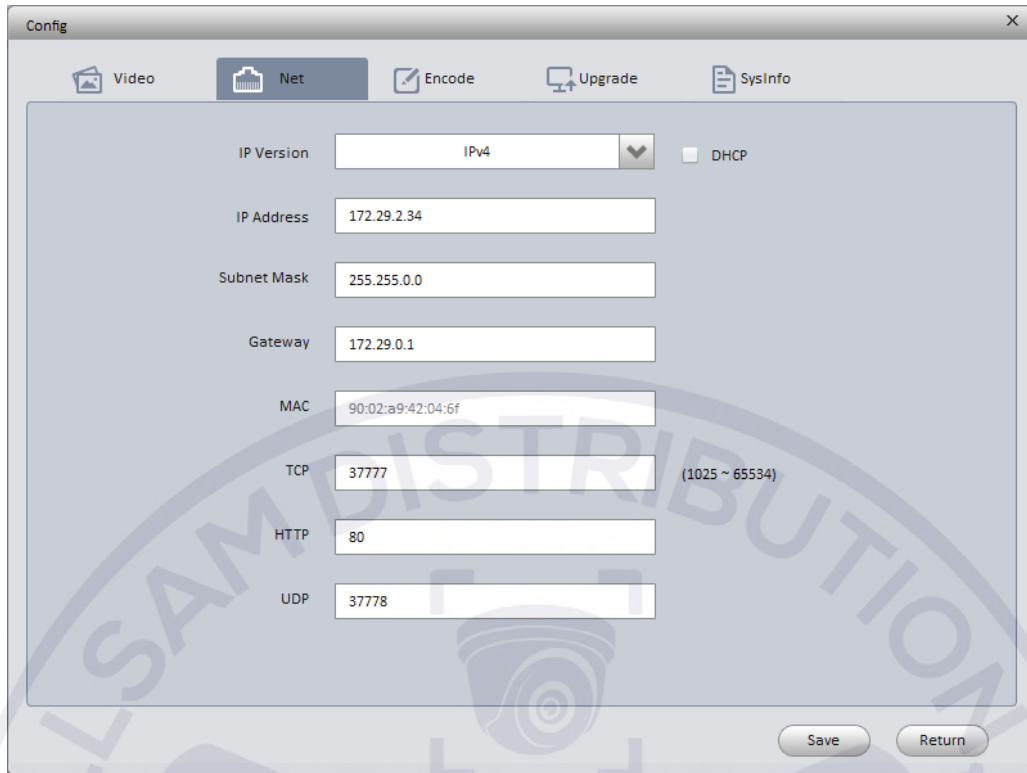 Config
Video Net Encode Upgrade SysInfo
IP Version IPv4 DHCP
IP Address 172.29.2.34
Subnet Mask 255.255.0.0
Gateway 172.29.0.1
MAC 90:02:a9:42:04:6f
TCP 37777 (1025 ~ 65534)
HTTP 80
UDP 37778
Save Return
LSAM DISTRIBUTION